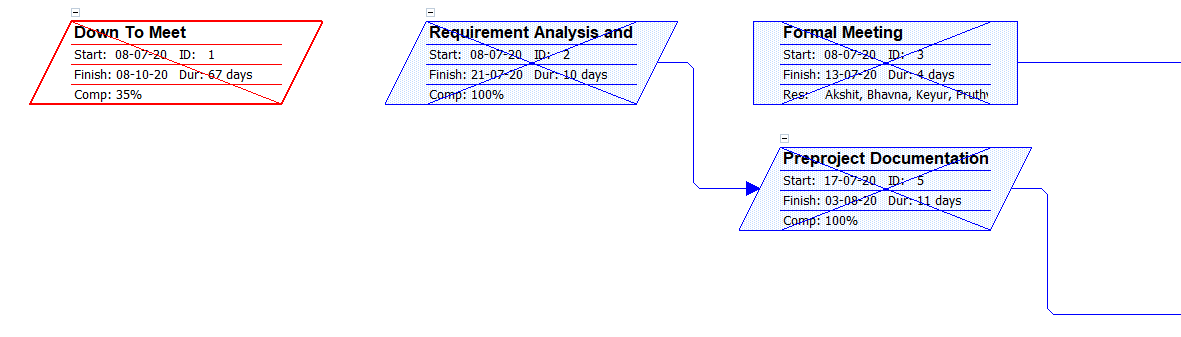 Down To Meet
Start: 08-07-20 ID: 1
Finish: 08-10-20 Dur: 67 days
Comp: 35%
Requirement Analysis and
Start: 08-07-20 ID: 2
Finish: 21-07-20 Dur: 10 days
Comp: 100%
Formal Meeting
Start: 08-07-20 ID: 3
Finish: 13-07-20 Dur: 4 days
Res: Akshit, Bhavna, Keyur,
Preproject Documentation
Start: 17-07-20 ID: 5
Finish: 03-08-20 Dur: 11 days
Comp: 100%